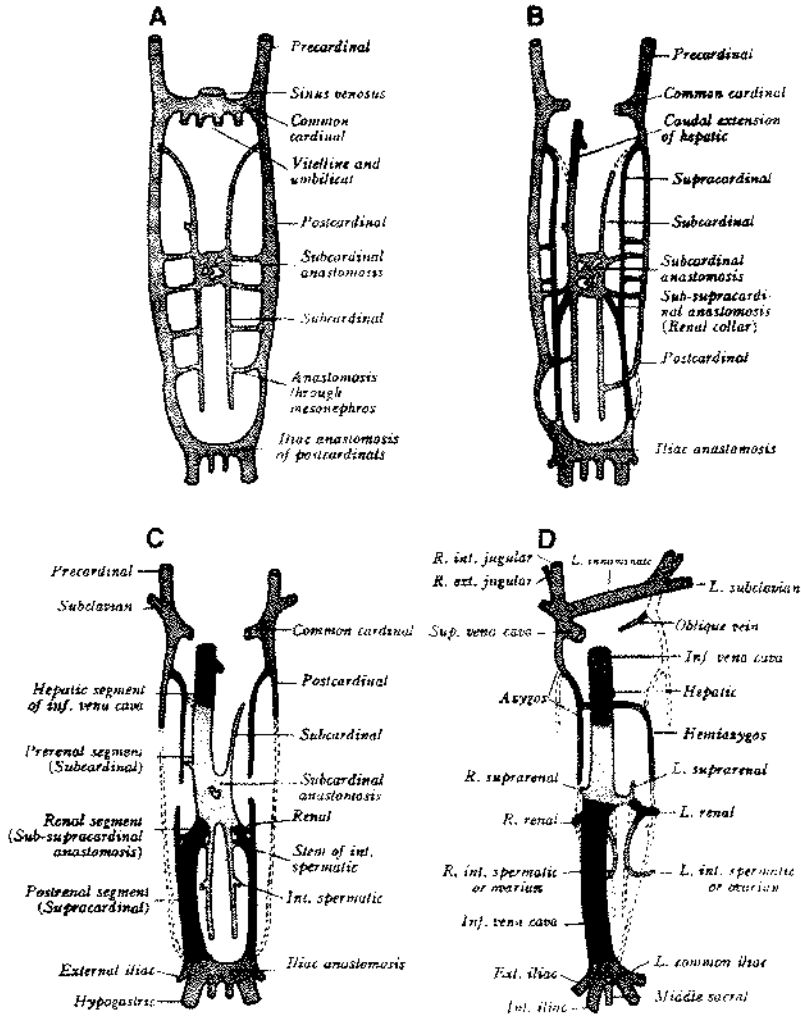 A
Precardinal
Sinus venosus
Common
cardinal
Vitelline and
umbilical
Postcardinal
Subcardinal
anastomosis
Subcardinal
Anastomosis
through
mesonephros
Iliac anastomosis
of postcardinals
B
Precardinal
Common cardinal
Caudal extension
of hepatic
Supracardinal
Subcardinal
Subcardinal
anastomosis
Sub-supracardi-
nal anastomosis
(Renal collar)
Postcardinal
Iliac anastomosis
C
Precardinal
Subclavian
Common cardinal
Postcardinal
Hepatic segment
of inf. vena cava
Subcardinal
Prerenal segment
(Subcardinal)
Subcardinal
anastomosis
Renal segment
(Sub-supracardinal
anastomosis)
Renal
Stem of int.
spermatic
Postrenal segment
(Supracardinal)
Int. spermatic
External iliac
Iliac anastomosis
Hypogastric
D
R. int. jugular
L. innominate
R. ext. jugular
L. subclavian
Sup. vena cava
Oblique vein
Inf. vena cava
Azygos
Hepatic
Hemiazygos
R. suprarenal
L. suprarenal
R. renal
L. renal
R. int. spermatic
or ovarian
L. int. spermatic
or ovarian
Inf. vena cava
L. common iliac
Ext. iliac
Middle sacral
Int. iliac